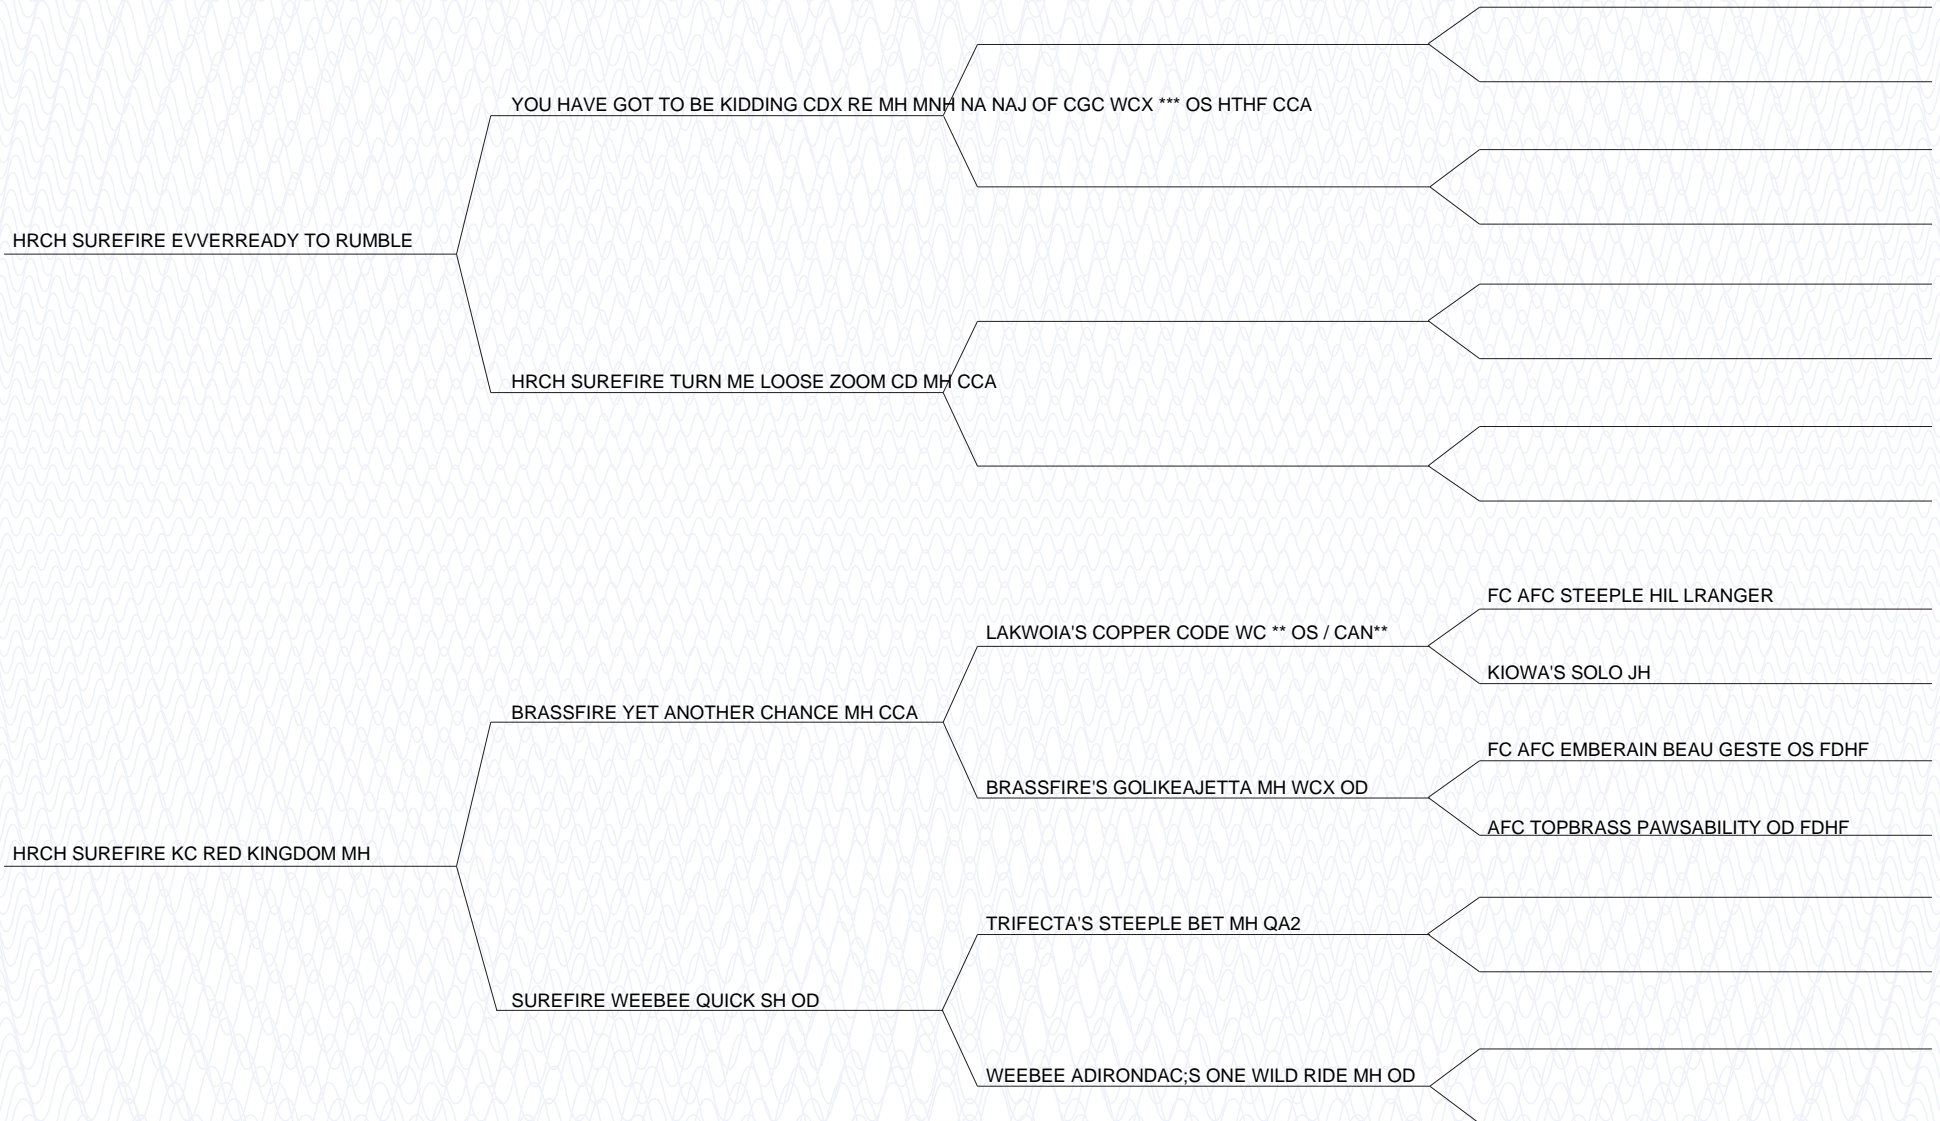 YOU HAVE GOT TO BE KIDDING CDX RE MH MNH NA NAJ OF CGC WCX *** OS HTHF CCA
HRCH SUREFIRE EVVERREADY TO RUMBLE
HRCH SUREFIRE TURN ME LOOSE ZOOM CD MH CCA
FC AFC STEEPLE HIL LRANGER
LAKWOIA'S COPPER CODE WC ** OS / CAN**
KIOWA'S SOLO JH
BRASSFIRE YET ANOTHER CHANCE MH CCA
FC AFC EMBERAIN BEAU GESTE OS FDHF
BRASSFIRE'S GOLIKEAJETTA MH WCX OD
AFC TOPBRASS PAWSABILITY OD FDHF
HRCH SUREFIRE KC RED KINGDOM MH
TRIFECTA'S STEEPLE BET MH QA2
SUREFIRE WEEBEE QUICK SH OD
WEEBEE ADIRONDAC;S ONE WILD RIDE MH OD